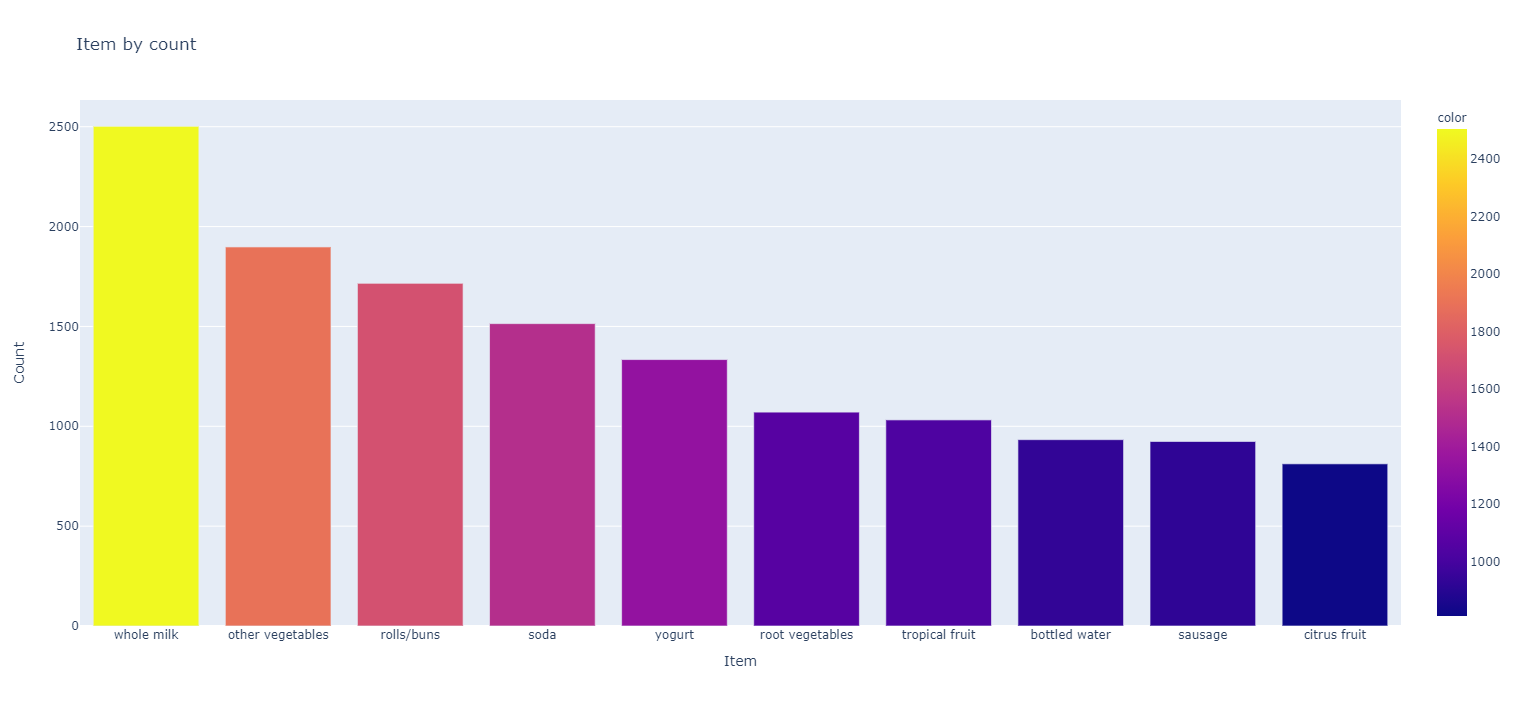 Item by count
color
2500
2000
1500
1000
500
0
Count
whole milk
other vegetables
rolls/buns
soda
yogurt
root vegetables
tropical fruit
bottled water
sausage
citrus fruit
Item
2400
2200
2000
1800
1600
1400
1200
1000